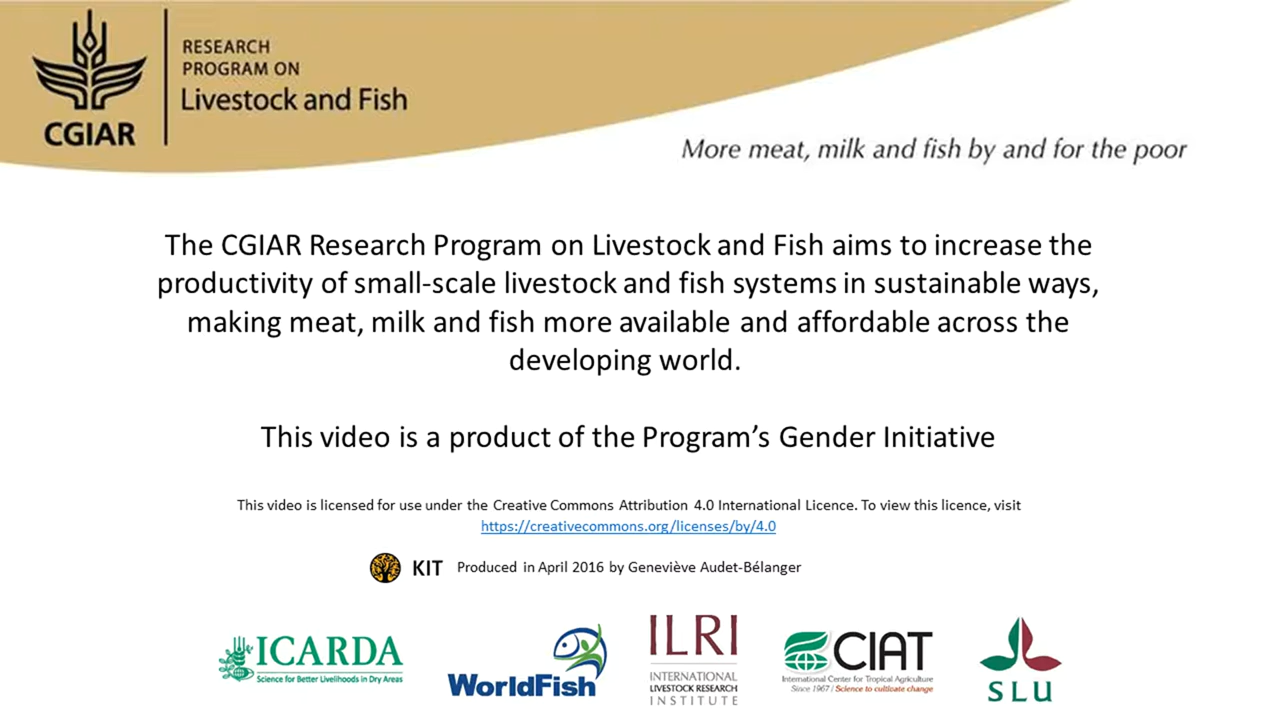 RESEARCH
PROGRAM ON
Livestock and Fish
CGIAR
More meat, milk and fish by and for the poor
The CGIAR Research Program on Livestock and Fish aims to increase the
productivity of small-scale livestock and fish systems in sustainable ways,
making meat, milk and fish more available and affordable across the
developing world.
This video is a product of the Program’s Gender Initiative
This video is licensed for use under the Creative Commons Attribution 4.0 International Licence. To view this licence, visit
https://creativecommons.org/licenses/by/4.0
KIT Produced in April 2016 by Geneviève Audet-Bélanger
ICARDA
Science for Better Livelihoods in Dry Areas
WorldFish
ILRI
INTERNATIONAL
LIVESTOCK RESEARCH
INSTITUTE
CIAT
International Center for Tropical Agriculture
Since 1967 / Science to cultivate change
SLU